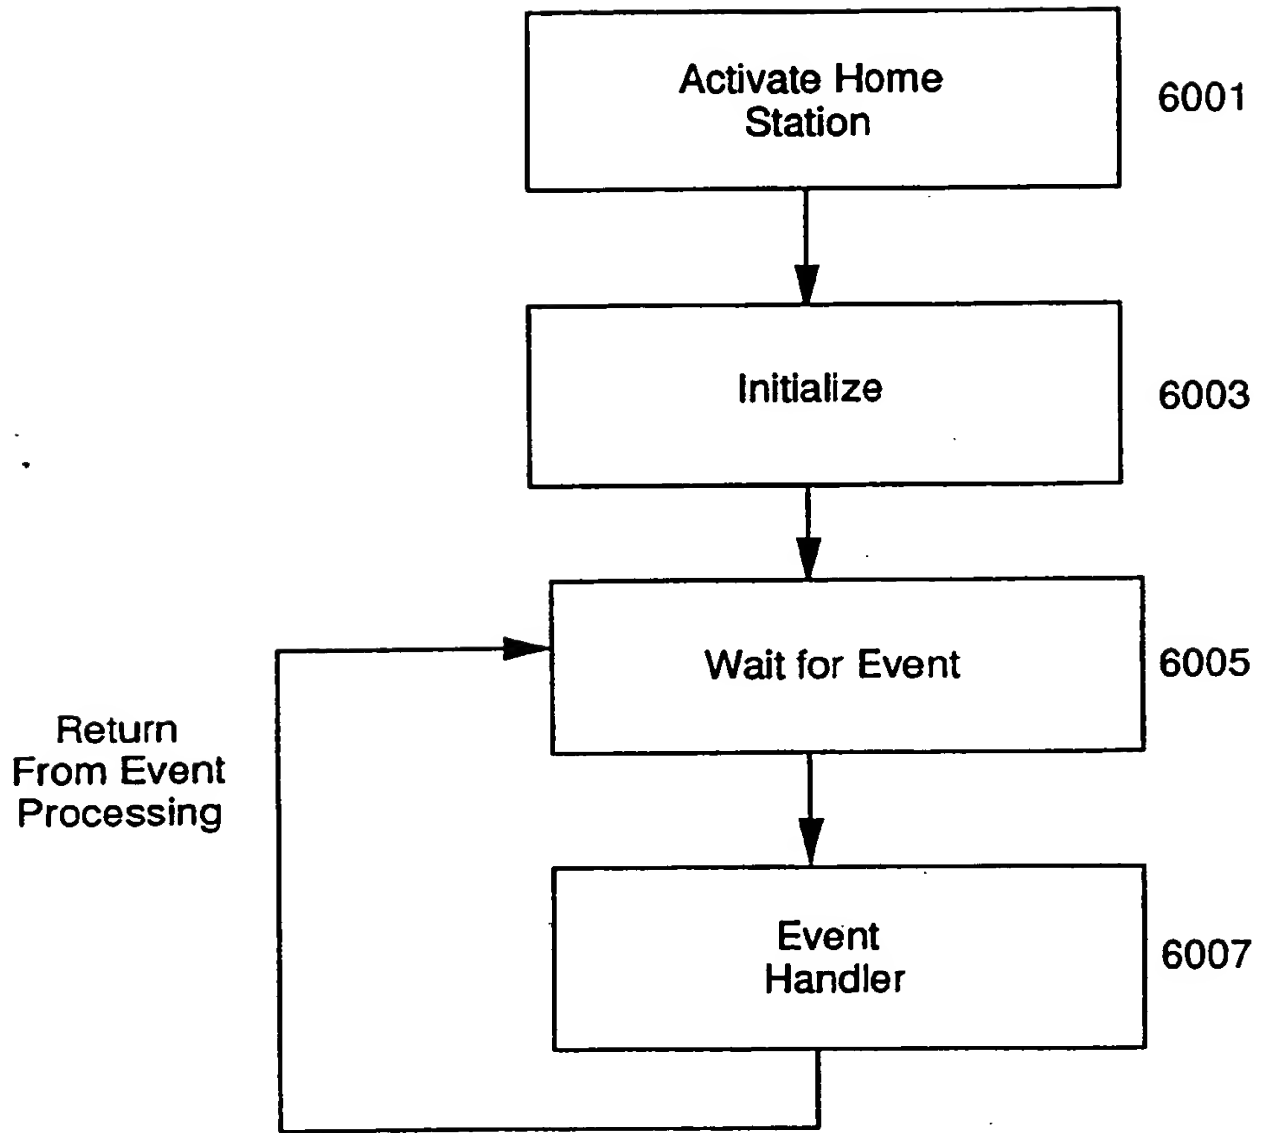 Activate Home
Station
6001
Initialize
6003
Wait for Event
6005
Return
From Event
Processing
Event
Handler
6007